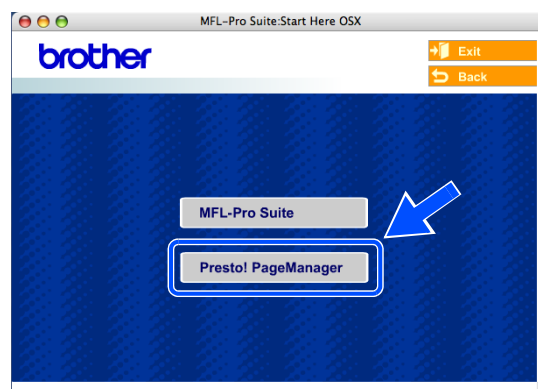 MFL-Pro Suite:Start Here OSX
brother
Exit
Back
MFL-Pro Suite
Presto! PageManager